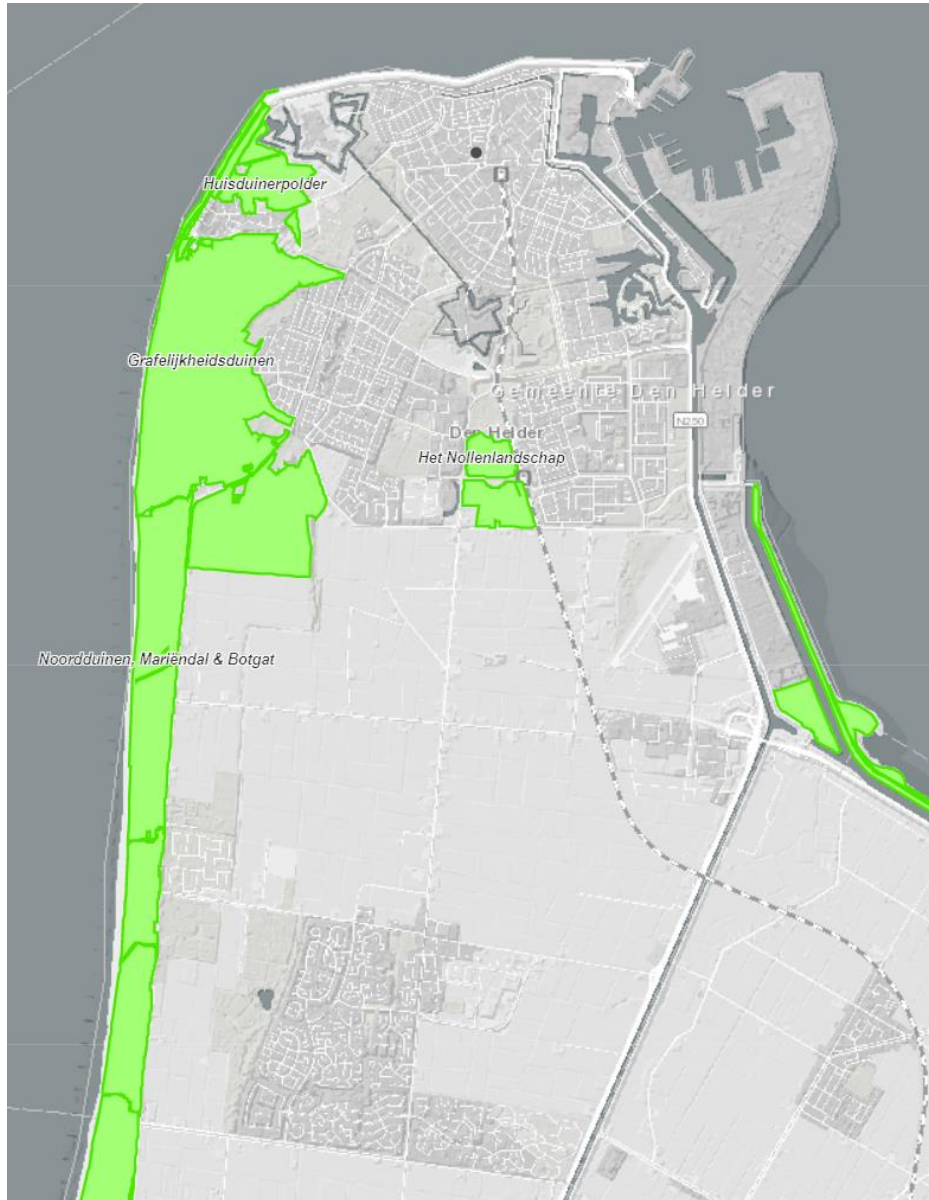 Huisduinerpolder
Grafelijkheidsduinen
Gemeente Den Helder
N250
Den Helder
Het Nollenlandschap
Noordduinen, Mariëndal & Botgat